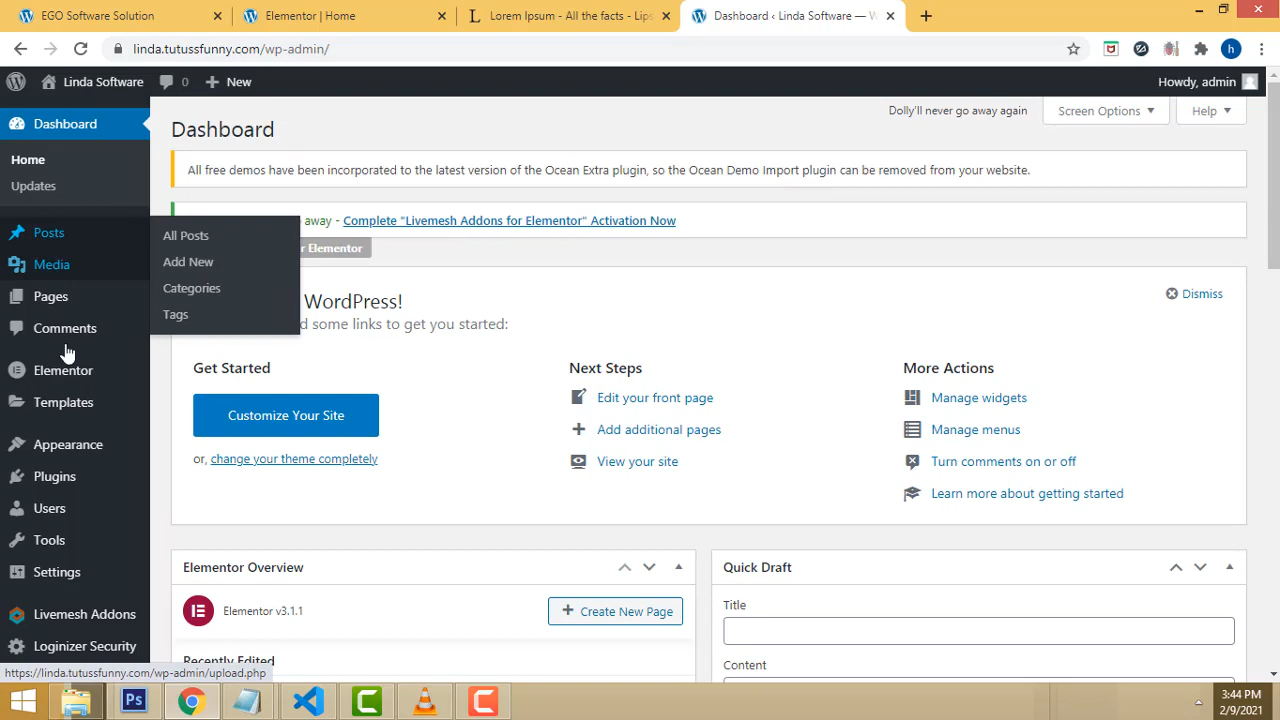 EGO Software Solution
Elementor | Home
Lorem Ipsum - All the facts - Lips
Dashboard ‹ Linda Software — W
linda.tutussfunny.com/wp-admin/
h
Linda Software
0
New
Howdy, admin
Dashboard
Home
Updates
Posts
Media
Pages
Comments
Elementor
Templates
Appearance
Plugins
Users
Tools
Settings
Livemesh Addons
Loginizer Security
All Posts
Add New
Categories
Tags
Dashboard
Dolly'll never go away again
Screen Options
Help
All free demos have been incorporated to the latest version of the Ocean Extra plugin, so the Ocean Demo Import plugin can be removed from your website.
away - Complete "Livemesh Addons for Elementor" Activation Now
r Elementor
WordPress!
d some links to get you started:
Dismiss
Get Started
Customize Your Site
or, change your theme completely
Next Steps
Edit your front page
Add additional pages
View your site
More Actions
Manage widgets
Manage menus
Turn comments on or off
Learn more about getting started
Elementor Overview
Elementor v3.1.1
Create New Page
Recently Edited
Quick Draft
Title
Content
https://linda.tutussfunny.com/wp-admin/upload.php
Ps
3:44 PM
2/9/2021